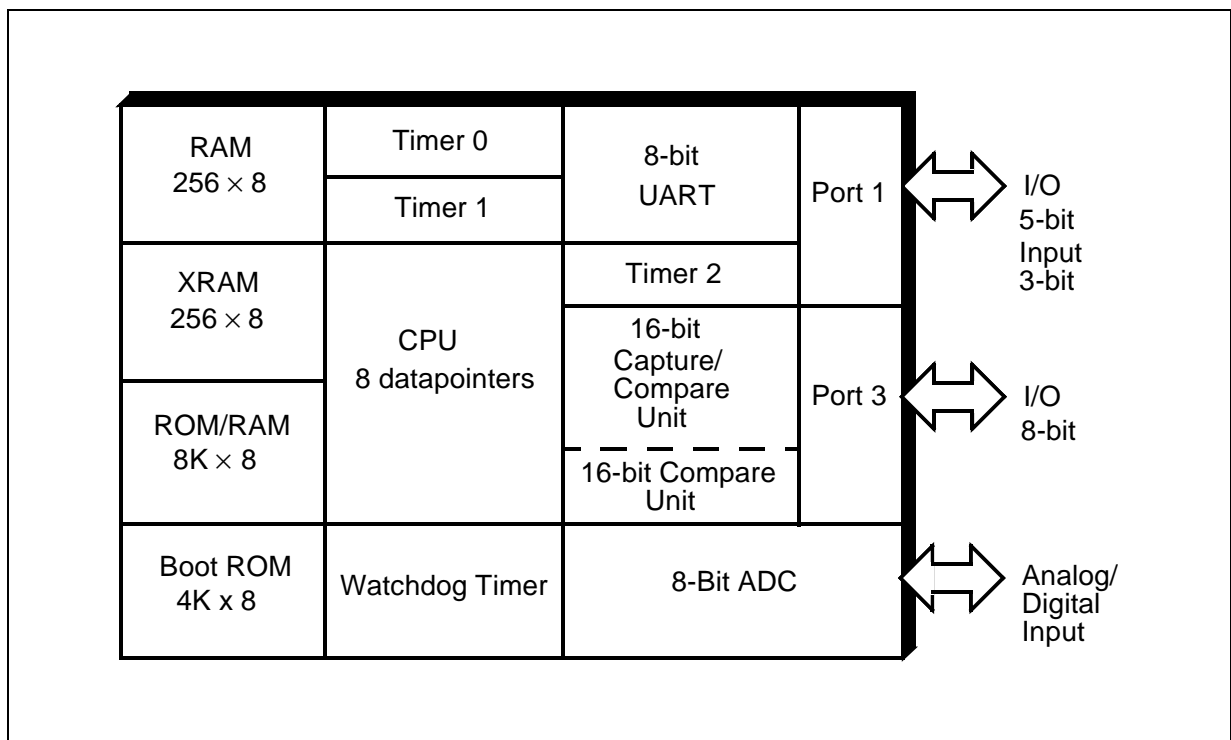 RAM
256 × 8
Timer 0
Timer 1
8-bit
UART
Port 1
I/O
5-bit
Input
3-bit
XRAM
256 × 8
CPU
8 datapointers
Timer 2
16-bit
Capture/
Compare
Unit
Port 3
I/O
8-bit
ROM/RAM
8K × 8
16-bit Compare
Unit
Boot ROM
4K x 8
Watchdog Timer
8-Bit ADC
Analog/
Digital
Input